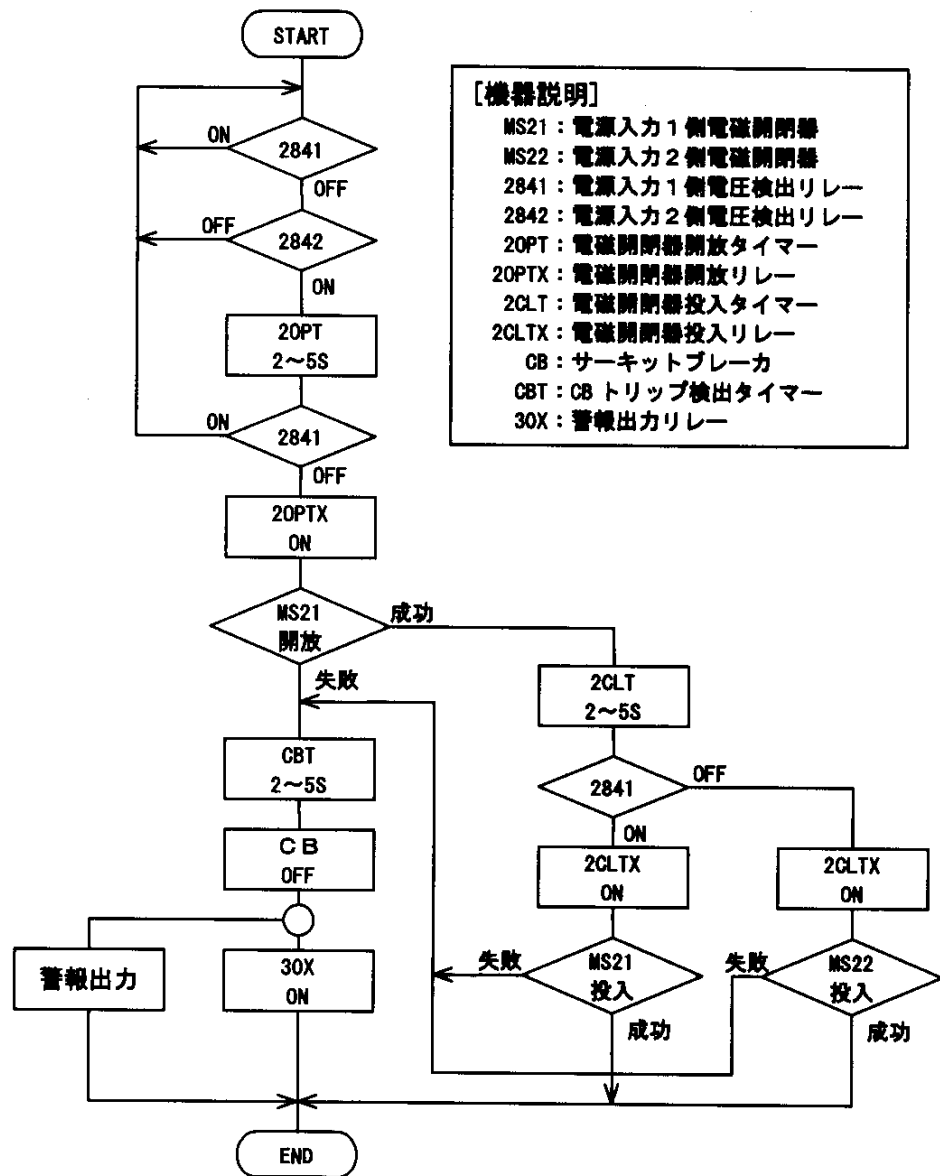 START
[機器説明]
MS21：電源入力1側電磁開閉器
MS22：電源入力2側電磁開閉器
2841：電源入力1側電圧検出リレー
2842：電源入力2側電圧検出リレー
2OPT：電磁開閉器開放タイマー
2OPTX：電磁開閉器開放リレー
2CLT：電磁開閉器投入タイマー
2CLTX：電磁開閉器投入リレー
CB：サーキットブレーカ
CBT：CBトリップ検出タイマー
30X：警報出力リレー
ON
2841
OFF
OFF
2842
ON
2OPT
2～5S
ON
2841
OFF
2OPTX
ON
MS21
開放
成功
失敗
2CLT
2～5S
CBT
2～5S
2841
OFF
ON
CB
OFF
2CLTX
ON
2CLTX
ON
警報出力
30X
ON
失敗
MS21
投入
成功
失敗
MS22
投入
成功
END